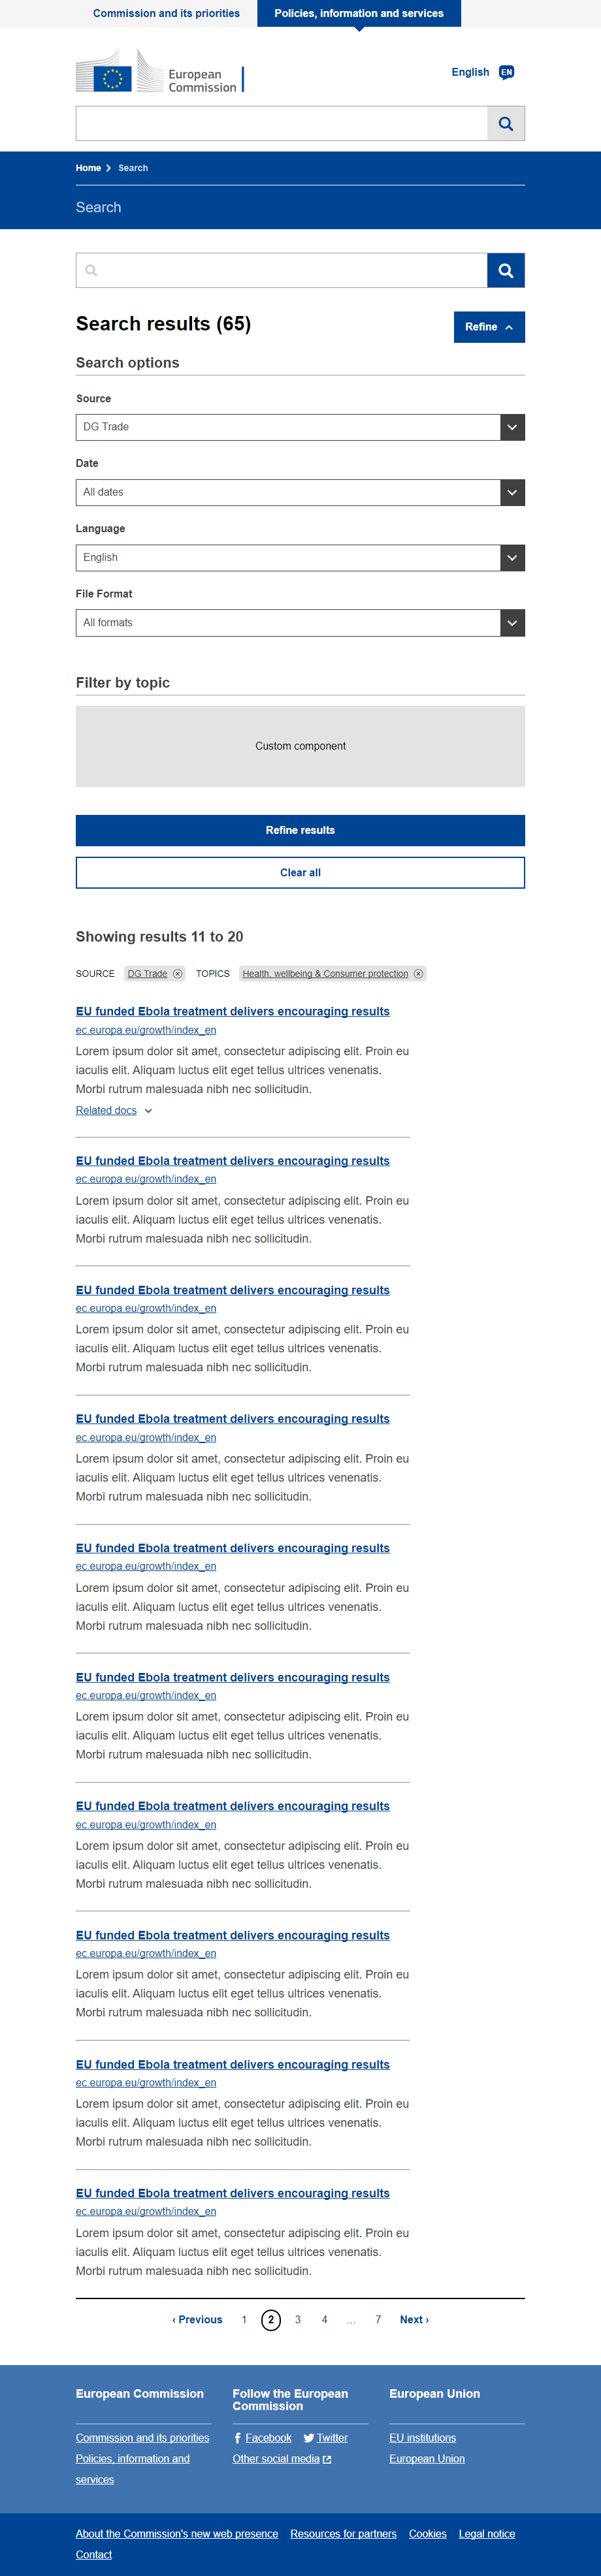 Commission and its priorities
Policies, information and services
European
Commission
English EN
Home Search
Search
Search results (65)
Refine
Search options
Source
DG Trade
Date
All dates
Language
English
File Format
All formats
Filter by topic
Custom component
Refine results
Clear all
Showing results 11 to 20
SOURCE DG Trade TOPICS Health, wellbeing & Consumer protection
EU funded Ebola treatment delivers encouraging results
ec.europa.eu/growth/index_en
Lorem ipsum dolor sit amet, consectetur adipiscing elit. Proin eu
iaculis elit. Aliquam luctus elit eget tellus ultrices venenatis.
Morbi rutrum malesuada nibh nec sollicitudin.
Related docs
EU funded Ebola treatment delivers encouraging results
ec.europa.eu/growth/index_en
Lorem ipsum dolor sit amet, consectetur adipiscing elit. Proin eu
iaculis elit. Aliquam luctus elit eget tellus ultrices venenatis.
Morbi rutrum malesuada nibh nec sollicitudin.
EU funded Ebola treatment delivers encouraging results
ec.europa.eu/growth/index_en
Lorem ipsum dolor sit amet, consectetur adipiscing elit. Proin eu
iaculis elit. Aliquam luctus elit eget tellus ultrices venenatis.
Morbi rutrum malesuada nibh nec sollicitudin.
EU funded Ebola treatment delivers encouraging results
ec.europa.eu/growth/index_en
Lorem ipsum dolor sit amet, consectetur adipiscing elit. Proin eu
iaculis elit. Aliquam luctus elit eget tellus ultrices venenatis.
Morbi rutrum malesuada nibh nec sollicitudin.
EU funded Ebola treatment delivers encouraging results
ec.europa.eu/growth/index_en
Lorem ipsum dolor sit amet, consectetur adipiscing elit. Proin eu
iaculis elit. Aliquam luctus elit eget tellus ultrices venenatis.
Morbi rutrum malesuada nibh nec sollicitudin.
EU funded Ebola treatment delivers encouraging results
ec.europa.eu/growth/index_en
Lorem ipsum dolor sit amet, consectetur adipiscing elit. Proin eu
iaculis elit. Aliquam luctus elit eget tellus ultrices venenatis.
Morbi rutrum malesuada nibh nec sollicitudin.
EU funded Ebola treatment delivers encouraging results
ec.europa.eu/growth/index_en
Lorem ipsum dolor sit amet, consectetur adipiscing elit. Proin eu
iaculis elit. Aliquam luctus elit eget tellus ultrices venenatis.
Morbi rutrum malesuada nibh nec sollicitudin.
EU funded Ebola treatment delivers encouraging results
ec.europa.eu/growth/index_en
Lorem ipsum dolor sit amet, consectetur adipiscing elit. Proin eu
iaculis elit. Aliquam luctus elit eget tellus ultrices venenatis.
Morbi rutrum malesuada nibh nec sollicitudin.
EU funded Ebola treatment delivers encouraging results
ec.europa.eu/growth/index_en
Lorem ipsum dolor sit amet, consectetur adipiscing elit. Proin eu
iaculis elit. Aliquam luctus elit eget tellus ultrices venenatis.
Morbi rutrum malesuada nibh nec sollicitudin.
EU funded Ebola treatment delivers encouraging results
ec.europa.eu/growth/index_en
Lorem ipsum dolor sit amet, consectetur adipiscing elit. Proin eu
iaculis elit. Aliquam luctus elit eget tellus ultrices venenatis.
Morbi rutrum malesuada nibh nec sollicitudin.
‹ Previous 1 2 3 4 ... 7 Next ›
European Commission
Commission and its priorities
Policies, information and
services
Follow the European
Commission
Facebook Twitter
Other social media
European Union
EU institutions
European Union
About the Commission's new web presence Resources for partners Cookies Legal notice
Contact